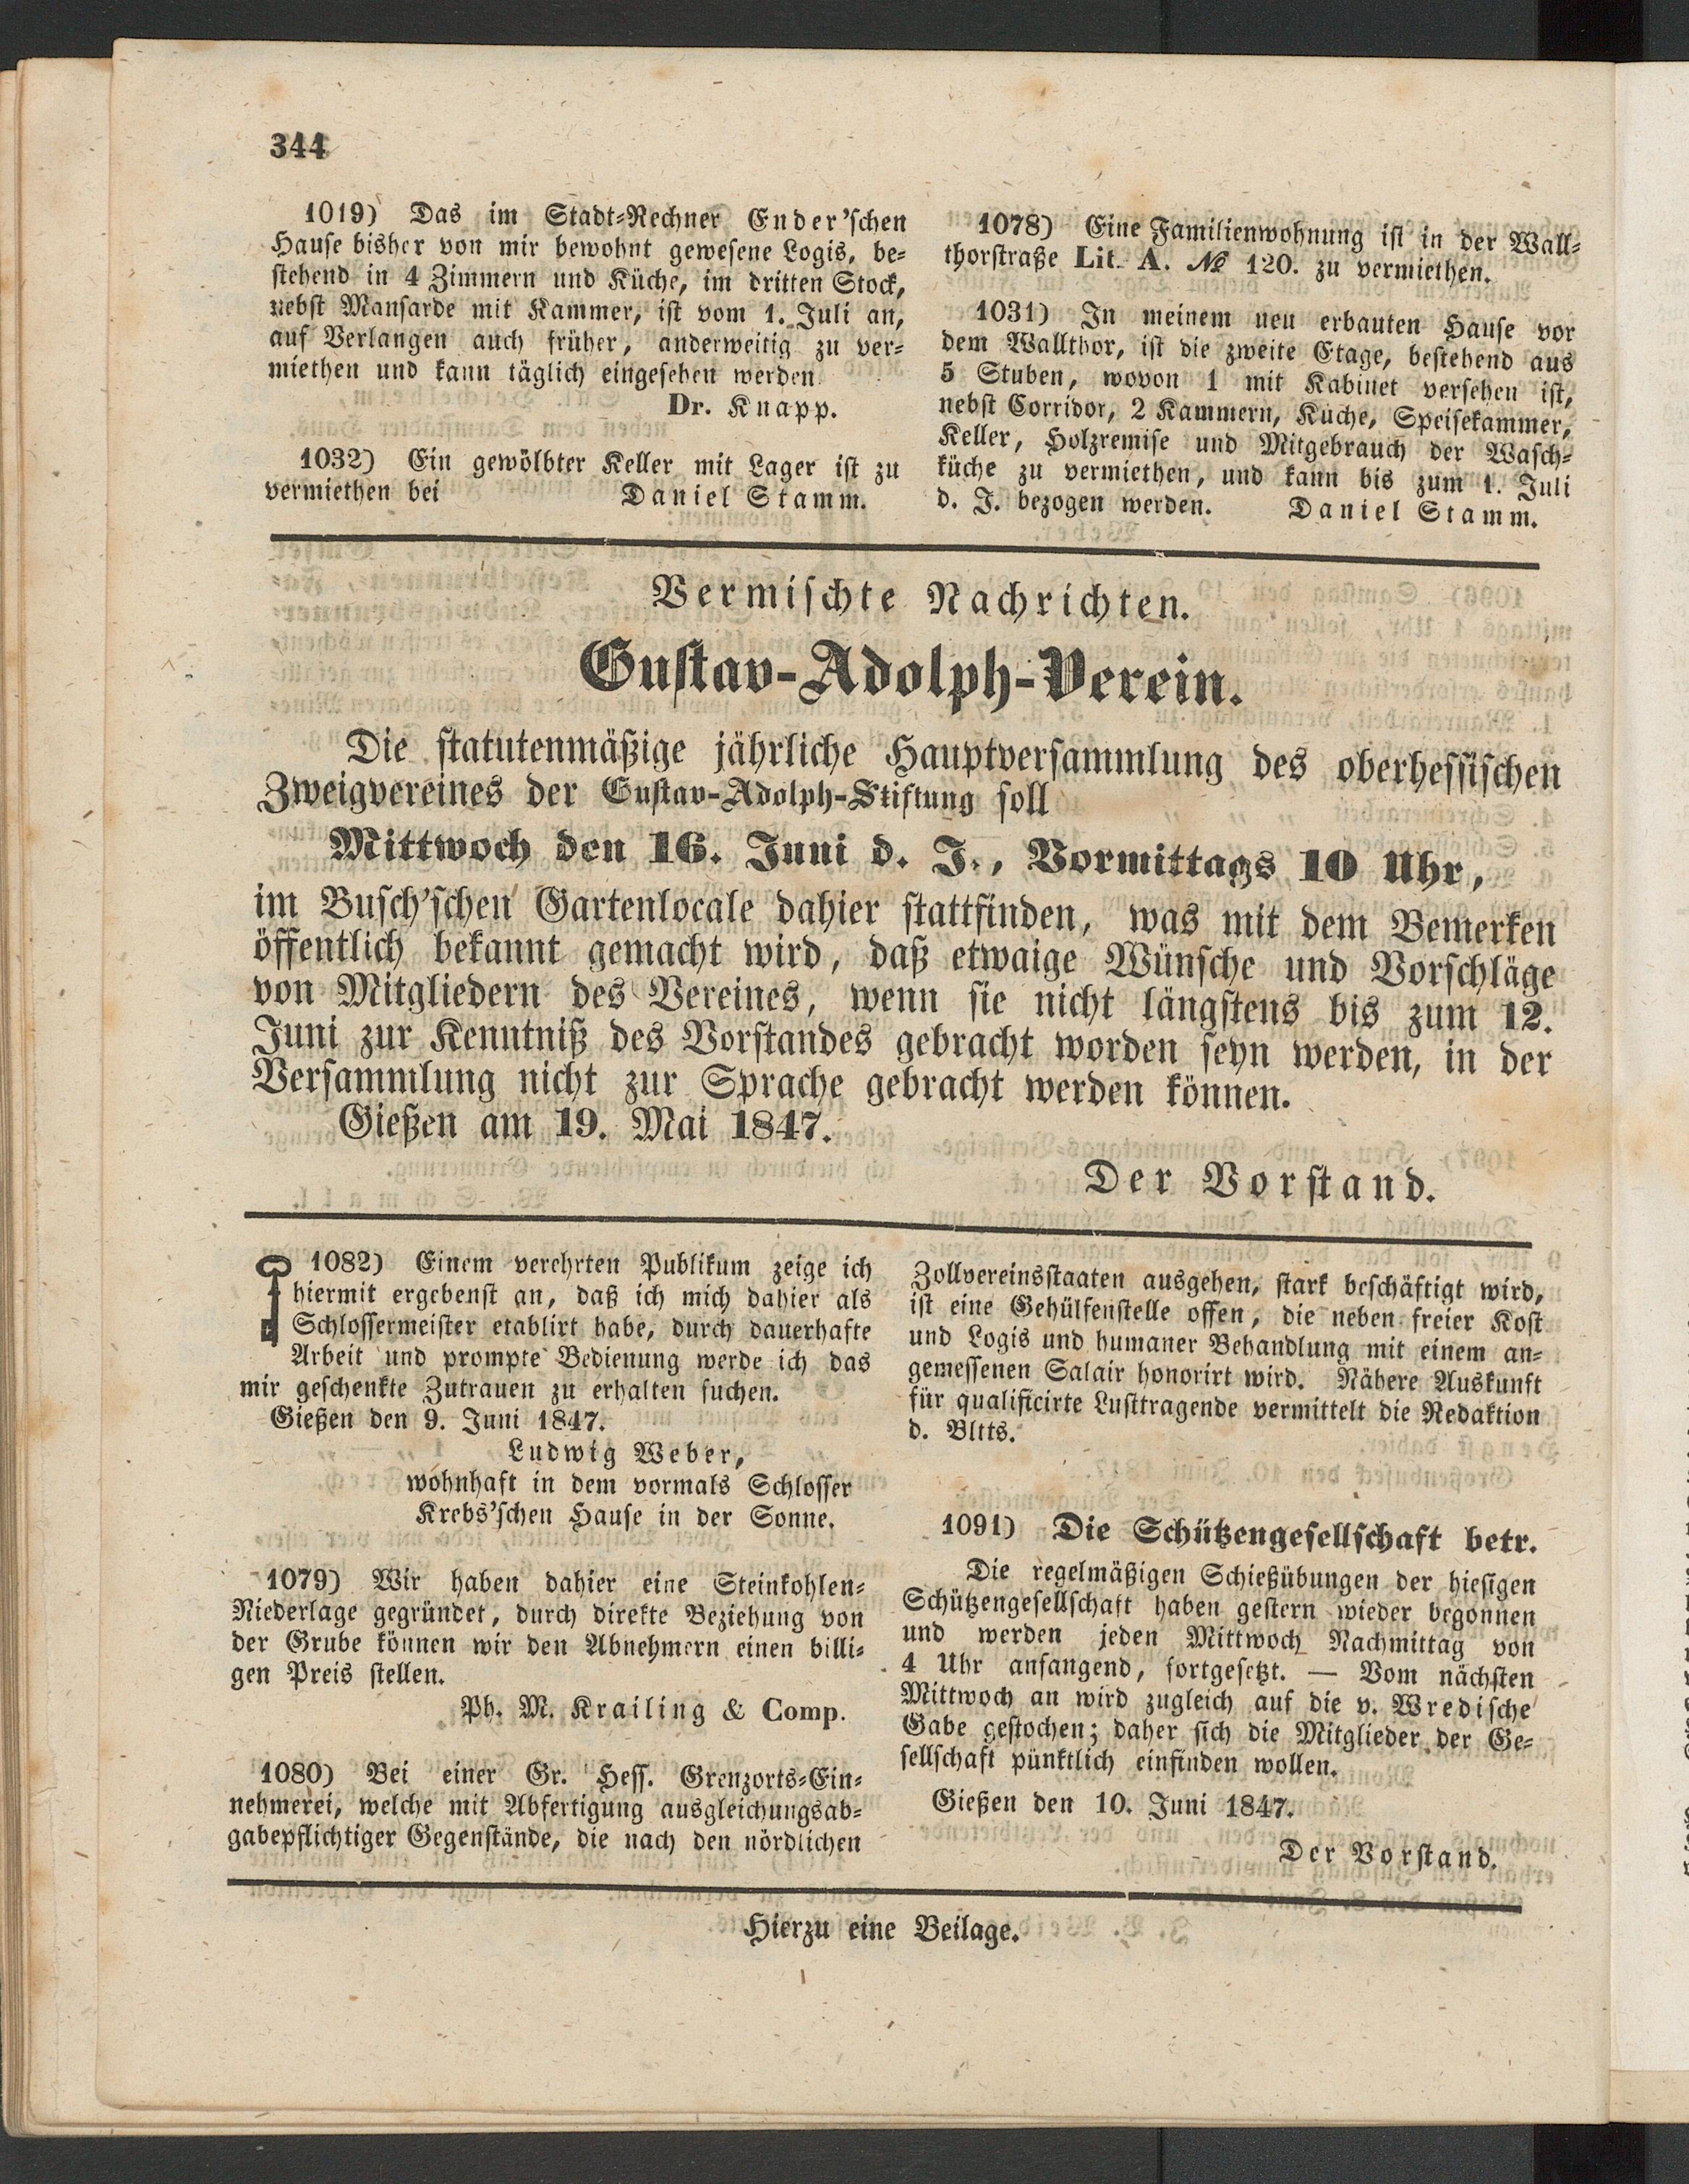 344
1019) Das im Stadt-Rechner Ender'schen
Hause bisher von mir bewohnt gewesene Logis, be-
stehend in 4 Zimmern und Küche, im dritten Stock,
nebst Mansarde mit Kammer, ist vom 1. Juli an,
auf Verlangen auch früher, anderweitig zu ver-
miethen und kann täglich eingesehen werden.
Dr. Knapp.
1032) Ein gewölbter Keller mit Lager ist zu
vermiethen bei Daniel Stamm.
1078) Eine Familienwohnung ist in der Wall-
thorstraße Lit. A. № 120. zu vermiethen.
1031) In meinem neu erbauten Hause vor
dem Wallthor, ist die zweite Etage, bestehend aus
5 Stuben, wovon 1 mit Kabinet versehen ist,
nebst Corridor, 2 Kammern, Küche, Speisekammer,
Keller, Holzremise und Mitgebrauch der Wasch-
küche zu vermiethen, und kann bis zum 1. Juli
d. J. bezogen werden. Daniel Stamm.
Vermischte Nachrichten.
Gustav-Adolph-Verein.
Die statutenmäßige jährliche Hauptversammlung des oberhessischen
Zweigvereines der Gustav-Adolph-Stiftung soll
Mittwoch den 16. Juni d. J., Vormittags 10 Uhr,
im Busch'schen Gartenlocale dahier stattfinden, was mit dem Bemerken
öffentlich bekannt gemacht wird, daß etwaige Wünsche und Vorschläge
von Mitgliedern des Vereines, wenn sie nicht längstens bis zum 12.
Juni zur Kenntniß des Vorstandes gebracht worden seyn werden, in der
Versammlung nicht zur Sprache gebracht werden können.
Gießen am 19. Mai 1847.
Der Vorstand.
1082) Einem verehrten Publikum zeige ich
hiermit ergebenst an, daß ich mich dahier als
Schlossermeister etablirt habe, durch dauerhafte
Arbeit und prompte Bedienung werde ich das
mir geschenkte Zutrauen zu erhalten suchen.
Gießen den 9. Juni 1847.
Ludwig Weber,
wohnhaft in dem vormals Schlosser
Krebs'schen Hause in der Sonne.
1079) Wir haben dahier eine Steinkohlen-
Niederlage gegründet, durch direkte Beziehung von
der Grube können wir den Abnehmern einen billi-
gen Preis stellen.
Ph. M. Krailing & Comp.
1080) Bei einer Gr. Hess. Grenzorts-Ein-
nehmerei, welche mit Abfertigung ausgleichungsab-
gabepflichtiger Gegenstände, die nach den nördlichen
Zollvereinsstaaten ausgehen, stark beschäftigt wird,
ist eine Gehülfenstelle offen, die neben freier Kost
und Logis und humaner Behandlung mit einem an-
gemessenen Salair honorirt wird. Nähere Auskunft
für qualificirte Lusttragende vermittelt die Redaktion
d. Bltts.
1091) Die Schützengesellschaft betr.
Die regelmäßigen Schießübungen der hiesigen
Schützengesellschaft haben gestern wieder begonnen
und werden jeden Mittwoch Nachmittag von
4 Uhr anfangend, fortgesetzt. — Vom nächsten
Mittwoch an wird zugleich auf die v. Wredische
Gabe gestochen; daher sich die Mitglieder der Ge-
sellschaft pünktlich einfinden wollen.
Gießen den 10. Juni 1847.
Der Vorstand.
Hierzu eine Beilage.